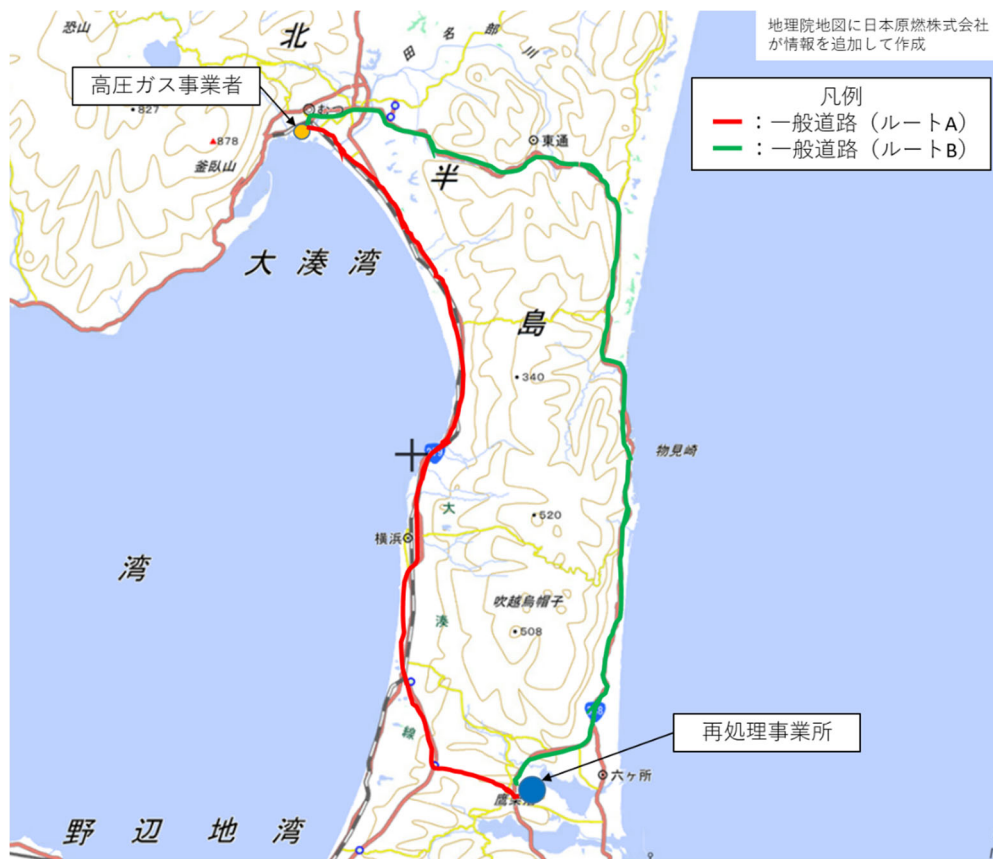 地理院地図に日本原燃株式会社
が情報を追加して作成
恐山
北
田名部川
高圧ガス事業者
むつ
凡例
：一般道路（ルートA）
：一般道路（ルートB）
827
878
釜臥山
東通
半
大湊湾
島
340
物見崎
大
520
横浜
湾
吹越烏帽子
湊
508
線
再処理事業所
六ヶ所
野辺地湾